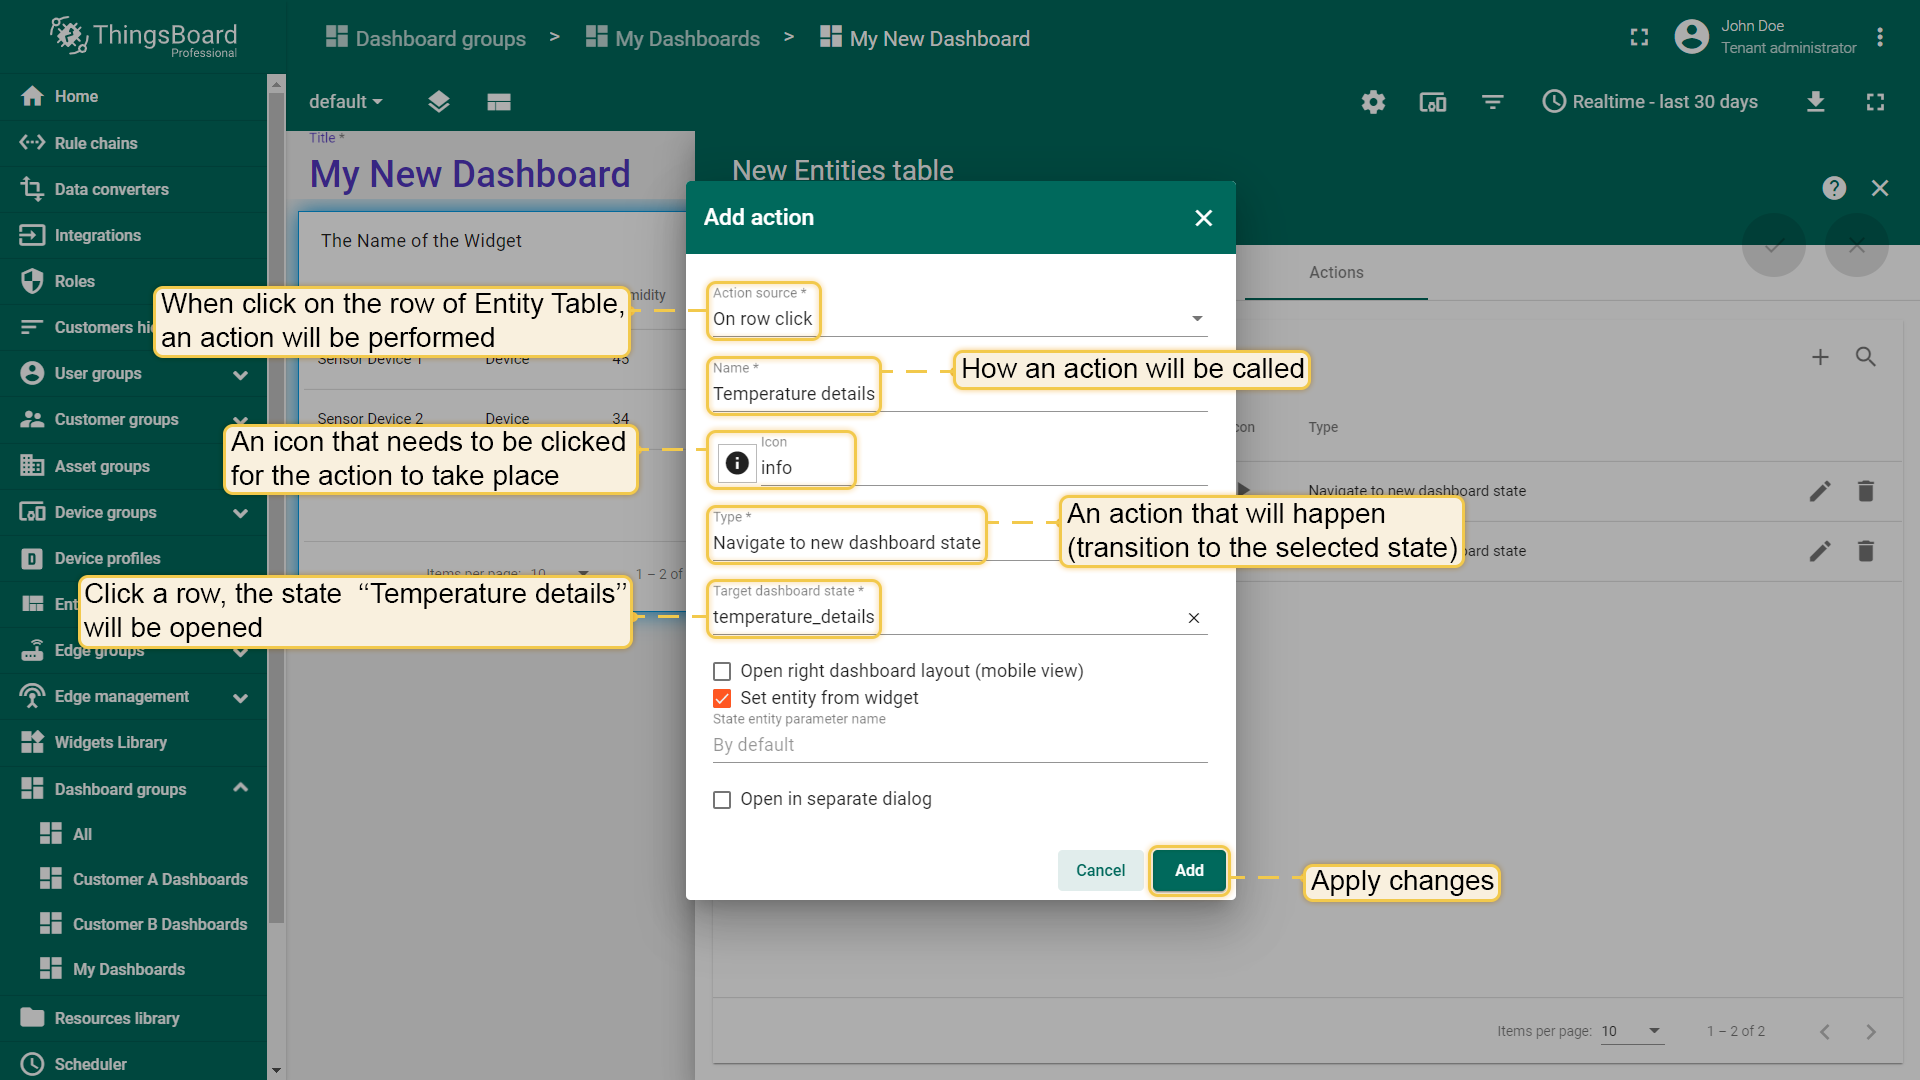 ThingsBoard
Professional
Dashboard groups > My Dashboards > My New Dashboard
John Doe
Tenant administrator
Home
Rule chains
Data converters
Integrations
Roles
Customers hi
User groups
Customer groups
Asset groups
Device groups
Device profiles
Ent
Edge groups
Edge management
Widgets Library
Dashboard groups
All
Customer A Dashboards
Customer B Dashboards
My Dashboards
Resources library
Scheduler
default
Realtime - last 30 days
Title *
My New Dashboard
The Name of the Widget
midity
Sensor Device 1 Device 45
Sensor Device 2 Device 34
Items per page: 10 1 – 2 of
New Entities table
Actions
con Type
Navigate to new dashboard state
board state
Items per page: 10 1 – 2 of 2
Add action
Action source *
On row click
Name *
Temperature details
Icon
info
Type *
Navigate to new dashboard state
Target dashboard state *
temperature_details
Open right dashboard layout (mobile view)
Set entity from widget
State entity parameter name
By default
Open in separate dialog
Cancel
Add
When click on the row of Entity Table,
an action will be performed
How an action will be called
An icon that needs to be clicked
for the action to take place
An action that will happen
(transition to the selected state)
Click a row, the state “Temperature details”
will be opened
Apply changes